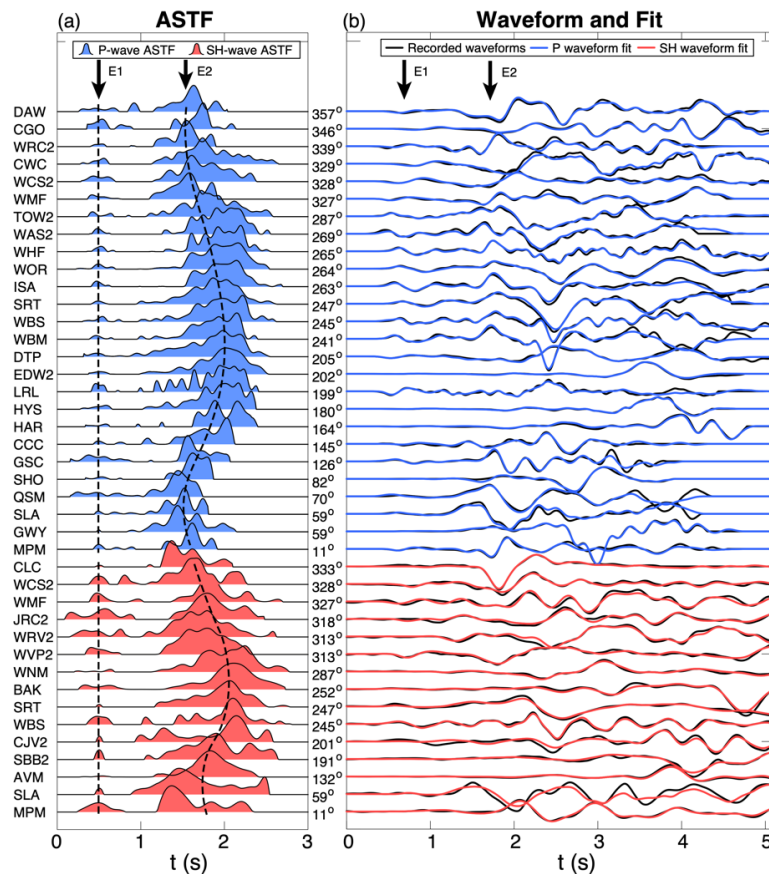 (a) ASTF
(b) Waveform and Fit
P-wave ASTF SH-wave ASTF
Recorded waveforms P waveform fit SH waveform fit
E1 E2
E1 E2
DAW 357°
CGO 346°
WRC2 339°
CWC 329°
WCS2 328°
WMF 327°
TOW2 287°
WAS2 269°
WHF 265°
WOR 264°
ISA 263°
SRT 247°
WBS 245°
WBM 241°
DTP 205°
EDW2 202°
LRL 199°
HYS 180°
HAR 164°
CCC 145°
GSC 126°
SHO 82°
QSM 70°
SLA 59°
GWY 59°
MPM 11°
CLC 333°
WCS2 328°
WMF 327°
JRC2 318°
WRV2 313°
WVP2 313°
WNM 287°
BAK 252°
SRT 247°
WBS 245°
CJV2 201°
SBB2 191°
AVM 132°
SLA 59°
MPM 11°
0 1 2 3
0 1 2 3 4 5
t (s)
t (s)